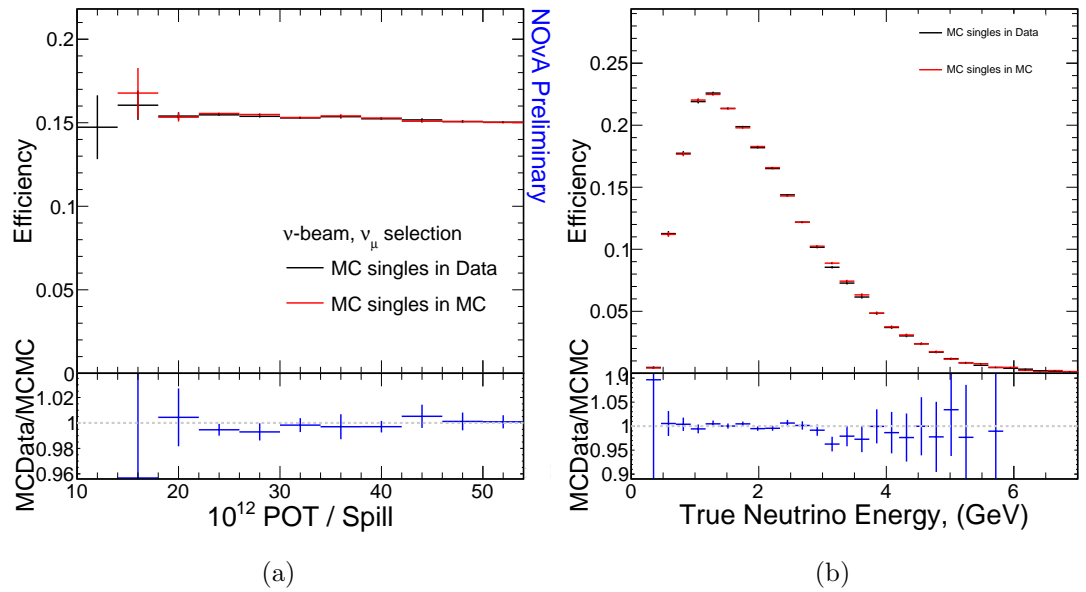 0.2
0.15
0.1
0.05
0
Efficiency
ν-beam, ν_μ selection
MC singles in Data
MC singles in MC
NOνA Preliminary
1.02
1
0.98
0.96
MCData/MCMC
10 20 30 40 50
10^12 POT / Spill
(a)
MC singles in Data
MC singles in MC
0.25
0.2
0.15
0.1
0.05
Efficiency
1.05
1
0.95
0.9
MCData/MCMC
0 2 4 6
True Neutrino Energy, (GeV)
(b)